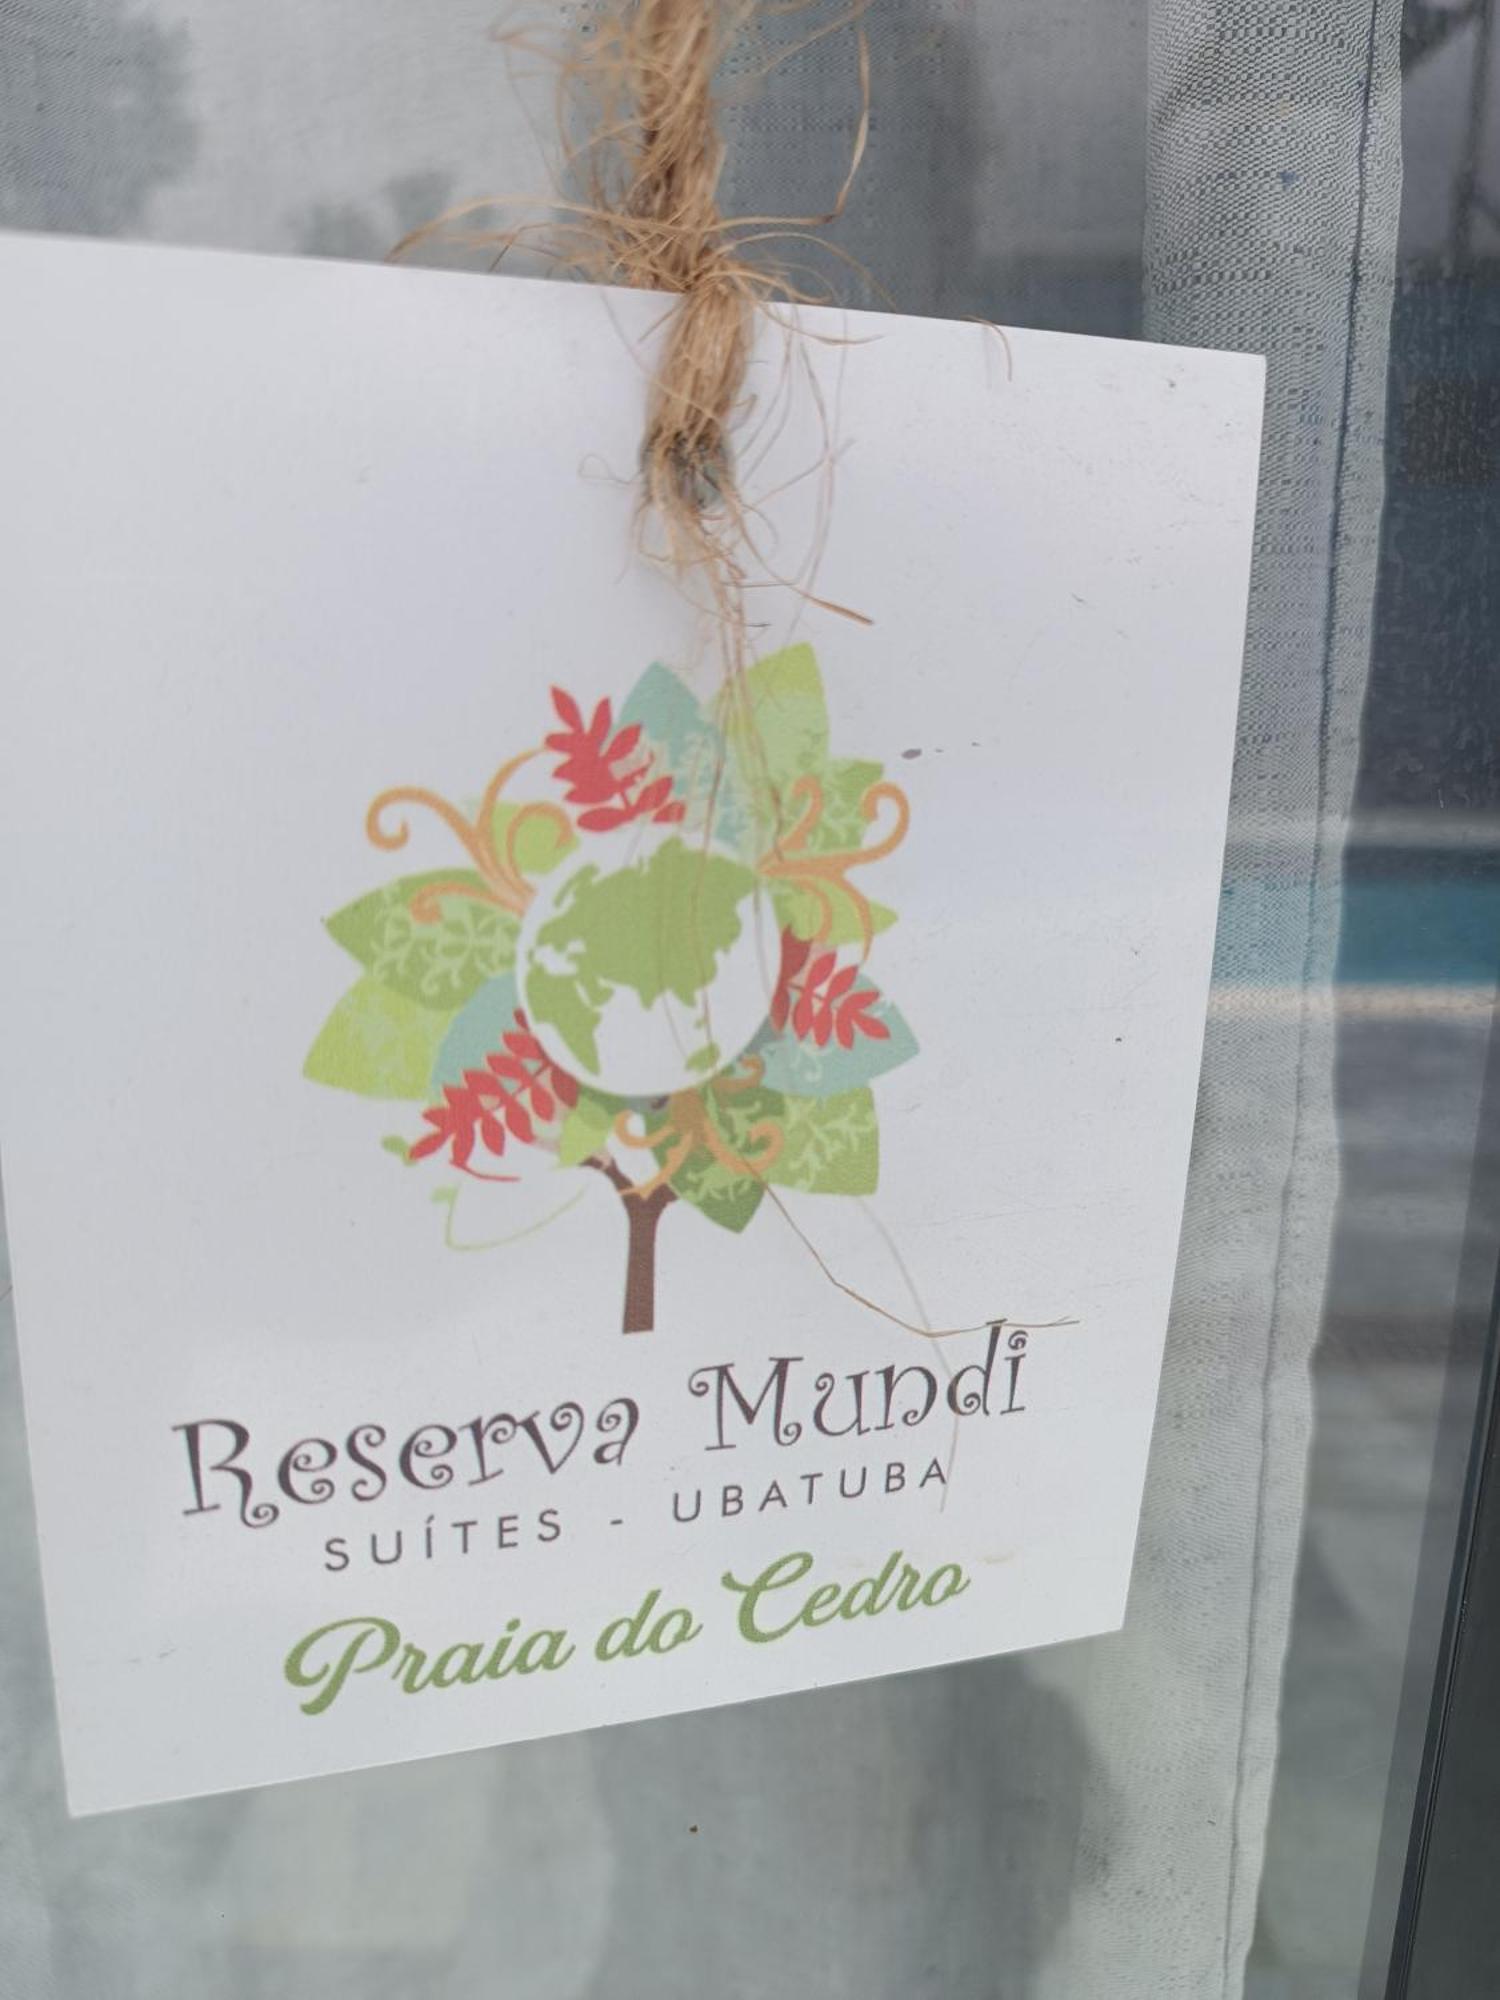 Reserva Mundi
SUÍTES - UBATUBA
Praia do Cedro